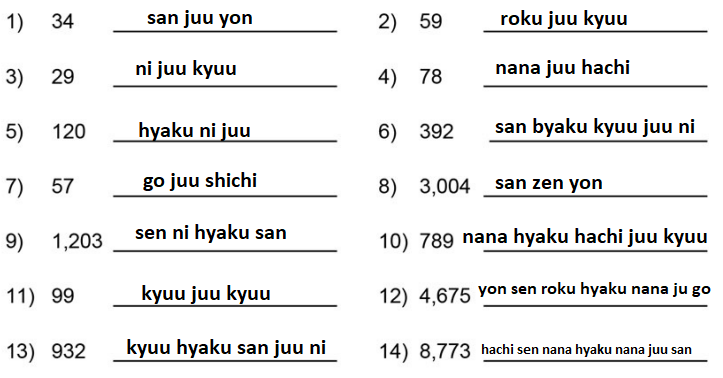 1) 34 san juu yon 2) 59 roku juu kyuu
3) 29 ni juu kyuu 4) 78 nana juu hachi
5) 120 hyaku ni juu 6) 392 san byaku kyuu juu ni
7) 57 go juu shichi 8) 3,004 san zen yon
9) 1,203 sen ni hyaku san 10) 789 nana hyaku hachi juu kyuu
11) 99 kyuu juu kyuu 12) 4,675 yon sen roku hyaku nana ju go
13) 932 kyuu hyaku san juu ni 14) 8,773 hachi sen nana hyaku nana juu san